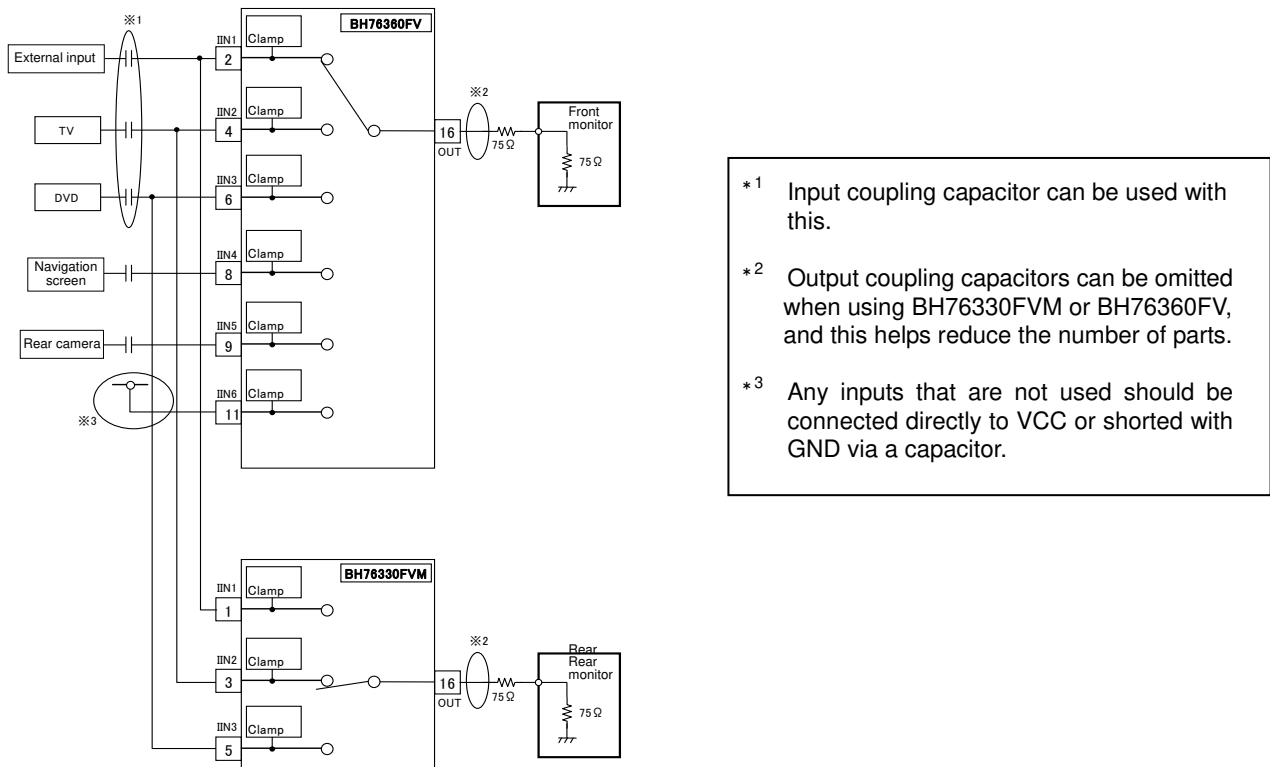 ※1
BH76360FV
External input
IIN1
Clamp
2
TV
IIN2
Clamp
4
DVD
IIN3
Clamp
6
Navigation
screen
IIN4
Clamp
8
Rear camera
IIN5
Clamp
9
※3
IIN6
Clamp
11
16
OUT
※2
75Ω
Front
monitor
75Ω
BH76330FVM
IIN1
Clamp
1
IIN2
Clamp
3
IIN3
Clamp
5
16
OUT
※2
75Ω
Rear
Rear
monitor
75Ω
*1 Input coupling capacitor can be used with
this.
*2 Output coupling capacitors can be omitted
when using BH76330FVM or BH76360FV,
and this helps reduce the number of parts.
*3 Any inputs that are not used should be
connected directly to VCC or shorted with
GND via a capacitor.